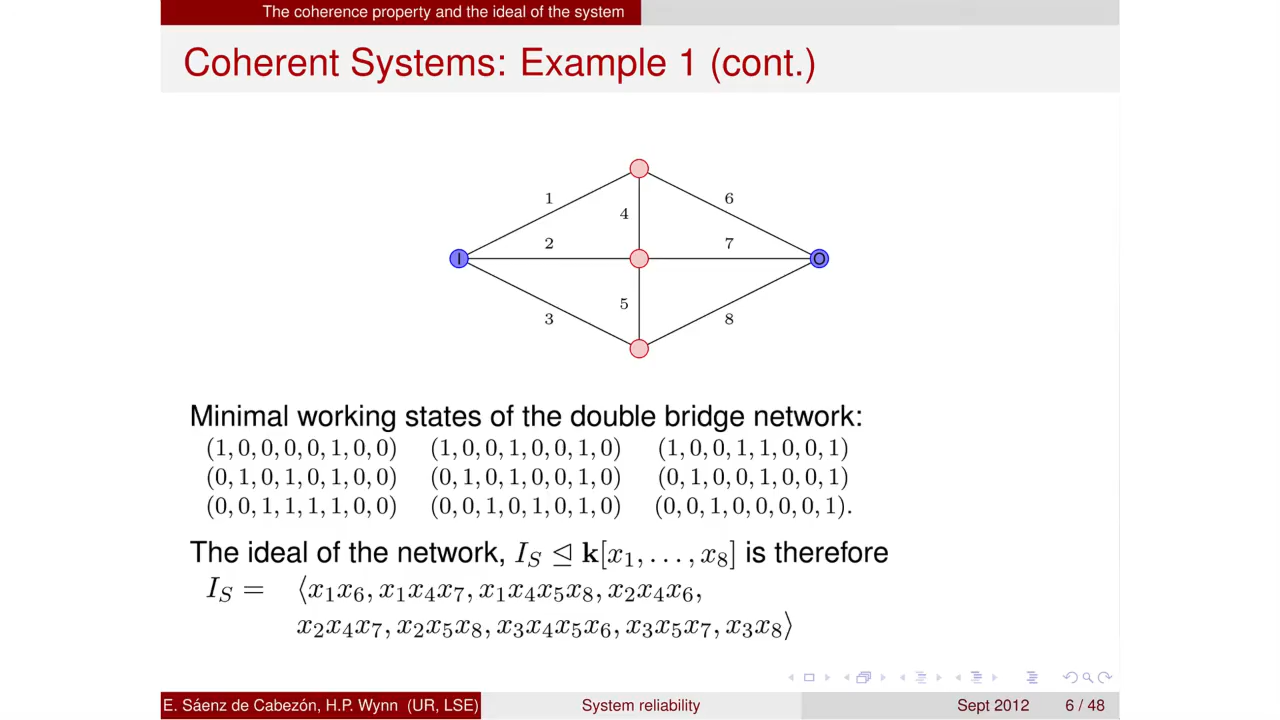 The coherence property and the ideal of the system
Coherent Systems: Example 1 (cont.)
1
6
4
2
7
I
O
5
3
8
Minimal working states of the double bridge network:
(1, 0, 0, 0, 0, 1, 0, 0) (1, 0, 0, 1, 0, 0, 1, 0) (1, 0, 0, 1, 1, 0, 0, 1)
(0, 1, 0, 1, 0, 1, 0, 0) (0, 1, 0, 1, 0, 0, 1, 0) (0, 1, 0, 0, 1, 0, 0, 1)
(0, 0, 1, 1, 1, 1, 0, 0) (0, 0, 1, 0, 1, 0, 1, 0) (0, 0, 1, 0, 0, 0, 0, 1).
The ideal of the network, I_S ⊴ k[x_1, . . . , x_8] is therefore
I_S = ⟨x_1x_6, x_1x_4x_7, x_1x_4x_5x_8, x_2x_4x_6,
x_2x_4x_7, x_2x_5x_8, x_3x_4x_5x_6, x_3x_5x_7, x_3x_8⟩
E. Sáenz de Cabezón, H.P. Wynn (UR, LSE) System reliability Sept 2012 6 / 48